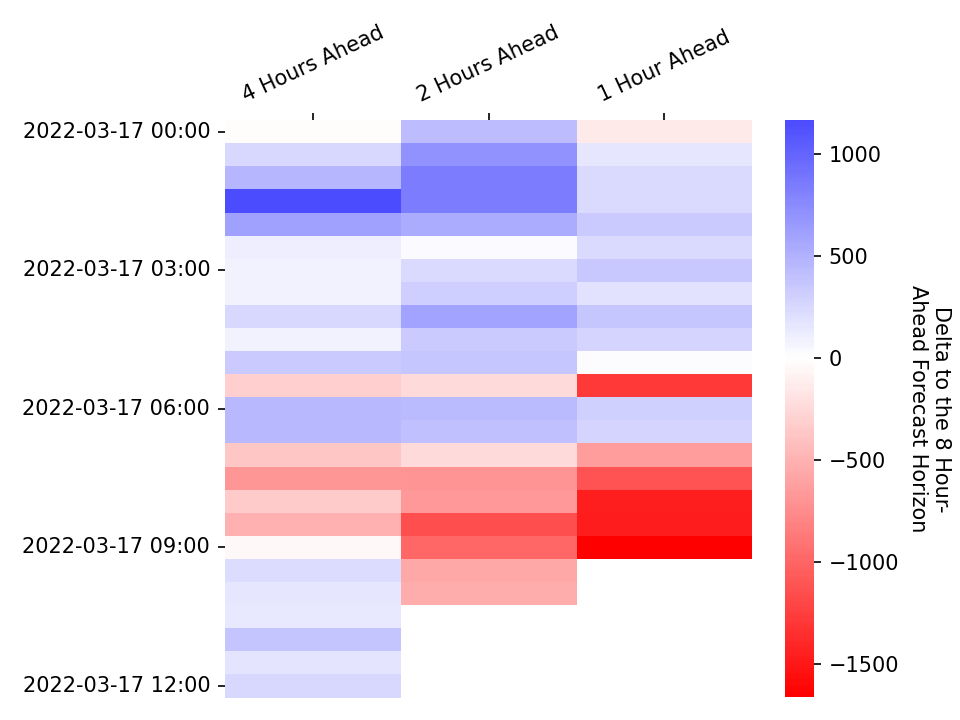 4 Hours Ahead
2 Hours Ahead
1 Hour Ahead
2022-03-17 00:00
2022-03-17 03:00
2022-03-17 06:00
2022-03-17 09:00
2022-03-17 12:00
1000
500
0
−500
−1000
−1500
Delta to the 8 Hour-
Ahead Forecast Horizon